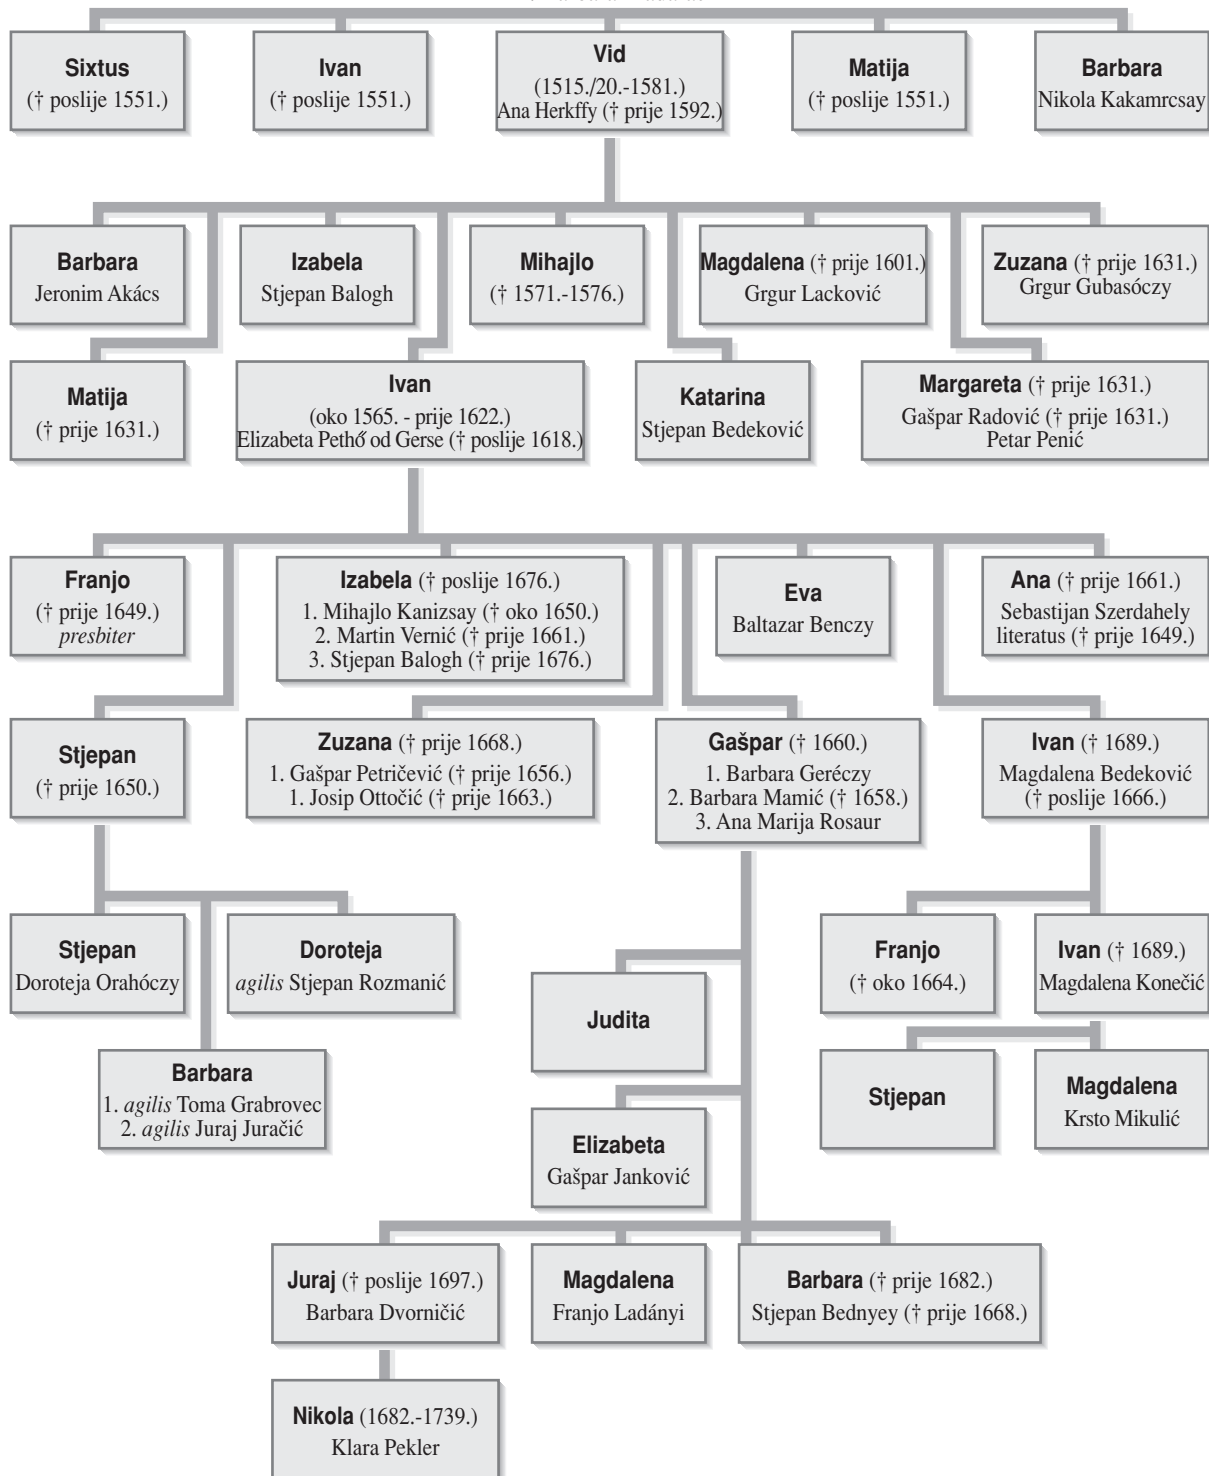 Sixtus
(† poslije 1551.)
Ivan
(† poslije 1551.)
Vid
(1515./20.-1581.)
Ana Herkffy († prije 1592.)
Matija
(† poslije 1551.)
Barbara
Nikola Kakamrcsay
Barbara
Jeronim Akács
Izabela
Stjepan Balogh
Mihajlo
(† 1571.-1576.)
Magdalena († prije 1601.)
Grgur Lacković
Zuzana († prije 1631.)
Grgur Gubasóczy
Matija
(† prije 1631.)
Ivan
(oko 1565. - prije 1622.)
Elizabeta Pethő od Gerse († poslije 1618.)
Katarina
Stjepan Bedeković
Margareta († prije 1631.)
Gašpar Radović († prije 1631.)
Petar Penić
Franjo
(† prije 1649.)
presbiter
Izabela († poslije 1676.)
1. Mihajlo Kanizsay († oko 1650.)
2. Martin Vernić († prije 1661.)
3. Stjepan Balogh († prije 1676.)
Eva
Baltazar Benczy
Ana († prije 1661.)
Sebastijan Szerdahely
literatus († prije 1649.)
Stjepan
(† prije 1650.)
Zuzana († prije 1668.)
1. Gašpar Petričević († prije 1656.)
1. Josip Ottočić († prije 1663.)
Gašpar († 1660.)
1. Barbara Geréczy
2. Barbara Mamić († 1658.)
3. Ana Marija Rosaur
Ivan († 1689.)
Magdalena Bedeković
(† poslije 1666.)
Stjepan
Doroteja Orahóczy
Doroteja
agilis Stjepan Rozmanić
Franjo
(† oko 1664.)
Ivan († 1689.)
Magdalena Konečić
Judita
Barbara
1. agilis Toma Grabrovec
2. agilis Juraj Juračić
Stjepan
Magdalena
Krsto Mikulić
Elizabeta
Gašpar Janković
Juraj († poslije 1697.)
Barbara Dvorničić
Magdalena
Franjo Ladányi
Barbara († prije 1682.)
Stjepan Bednyey († prije 1668.)
Nikola (1682.-1739.)
Klara Pekler